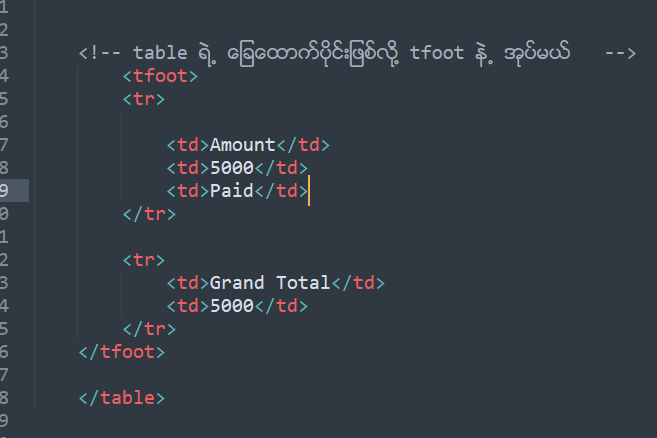 1
2
3 <!-- table ရဲ့ ခြေထောက်ပိုင်းဖြစ်လို့ tfoot နဲ့ အုပ်မယ် -->
4 <tfoot>
5 <tr>
6
7 <td>Amount</td>
8 <td>5000</td>
9 <td>Paid</td>
0 </tr>
1
2 <tr>
3 <td>Grand Total</td>
4 <td>5000</td>
5 </tr>
6 </tfoot>
7
8 </table>
9